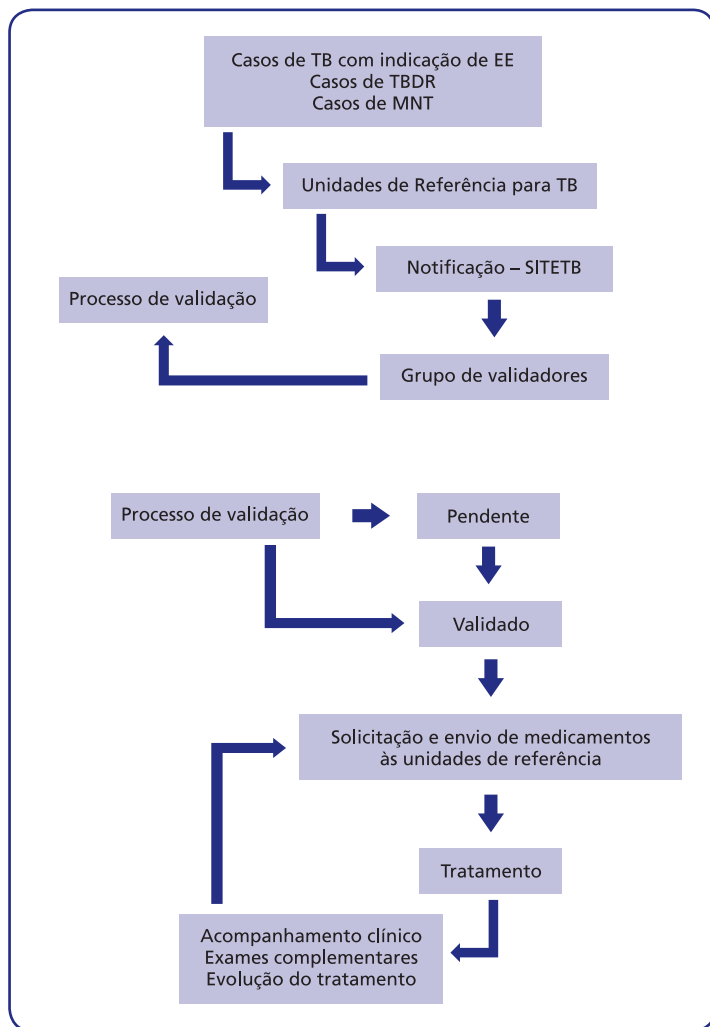 Casos de TB com indicação de EE
Casos de TBDR
Casos de MNT
Unidades de Referência para TB
Notificação – SITETB
Processo de validação
Grupo de validadores
Processo de validação
Pendente
Validado
Solicitação e envio de medicamentos
às unidades de referência
Tratamento
Acompanhamento clínico
Exames complementares
Evolução do tratamento